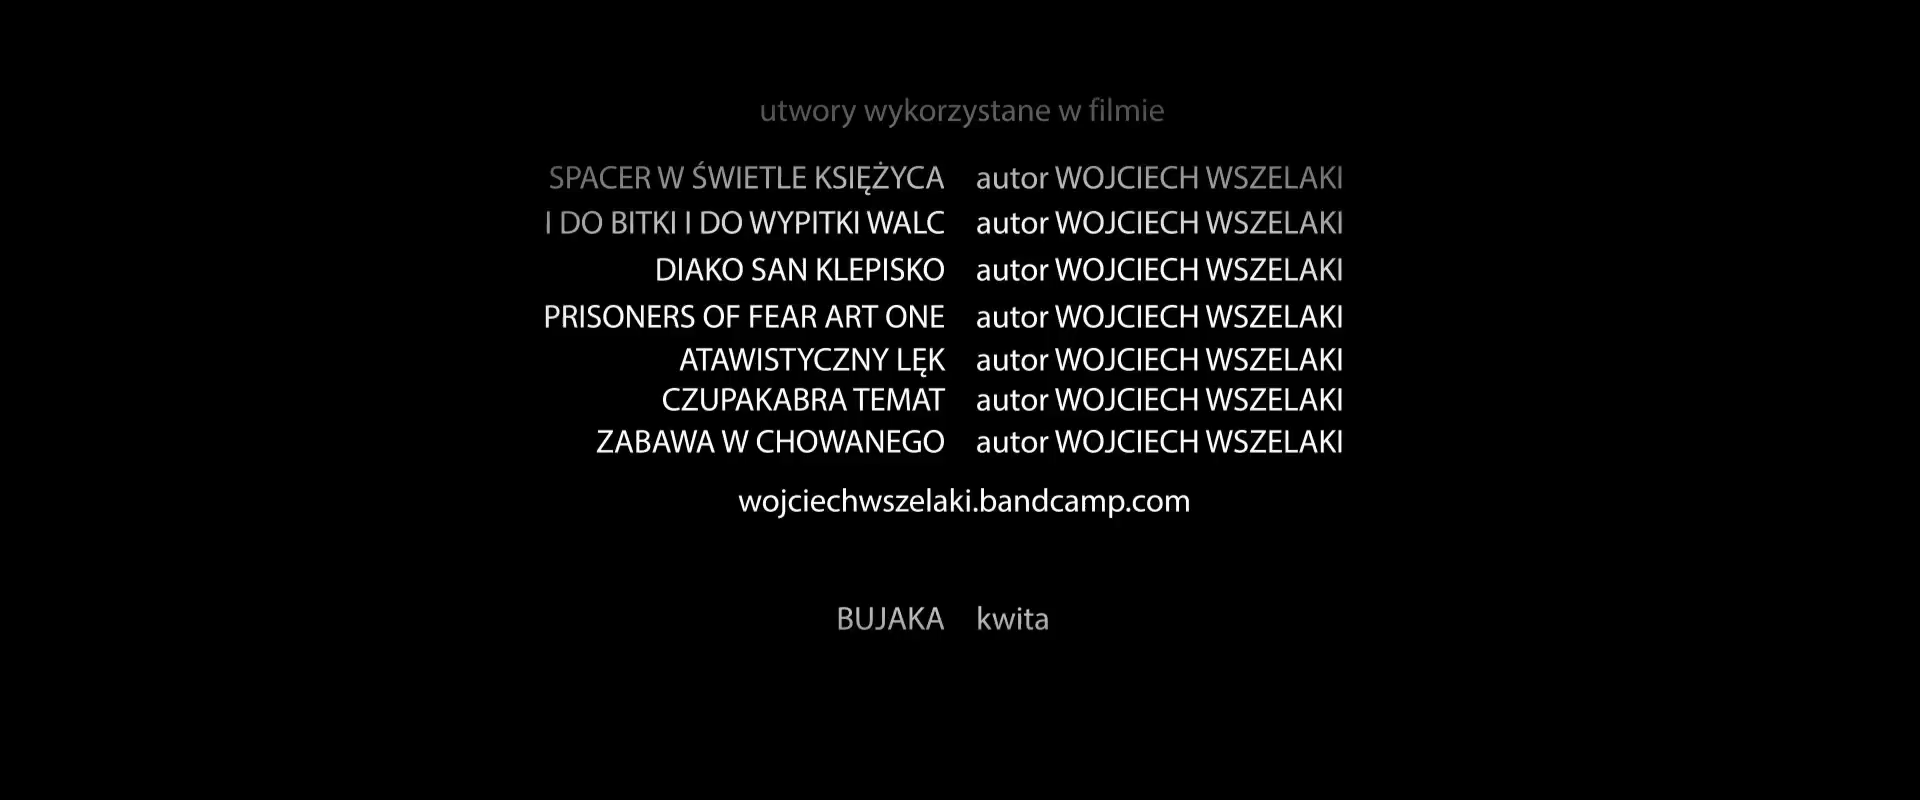 utwory wykorzystane w filmie
SPACER W ŚWIETLE KSIĘŻYCA autor WOJCIECH WSZELAKI
I DO BITKI I DO WYPITKI WALC autor WOJCIECH WSZELAKI
DIAKO SAN KLEPISKO autor WOJCIECH WSZELAKI
PRISONERS OF FEAR ART ONE autor WOJCIECH WSZELAKI
ATAWISTYCZNY LĘK autor WOJCIECH WSZELAKI
CZUPAKABRA TEMAT autor WOJCIECH WSZELAKI
ZABAWA W CHOWANEGO autor WOJCIECH WSZELAKI
wojciechwszelaki.bandcamp.com
BUJAKA kwita